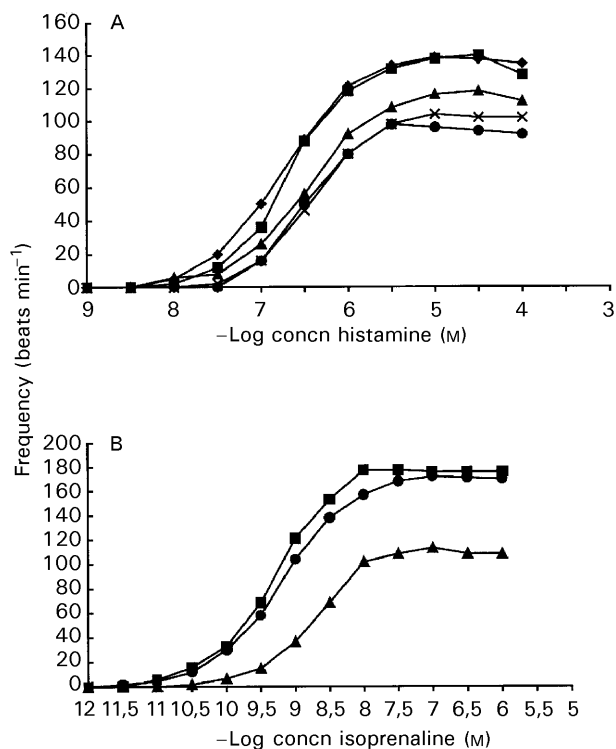 A
160
140
120
100
80
60
40
20
0
9 8 7 6 5 4 3
−Log concn histamine (M)
Frequency (beats min⁻¹)
B
200
180
160
140
120
100
80
60
40
20
0
12 11,5 11 10,5 10 9,5 9 8,5 8 7,5 7 6,5 6 5,5 5
−Log concn isoprenaline (M)